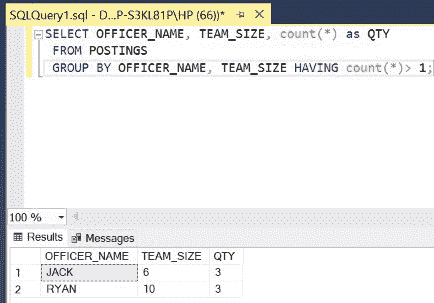 SQLQuery1.sql - D...P-S3KL81P\HP (66))*
SELECT OFFICER_NAME, TEAM_SIZE, count(*) as QTY
FROM POSTINGS
GROUP BY OFFICER_NAME, TEAM_SIZE HAVING count(*)> 1;
100 %
Results Messages
OFFICER_NAME TEAM_SIZE QTY
1 JACK 6 3
2 RYAN 10 3